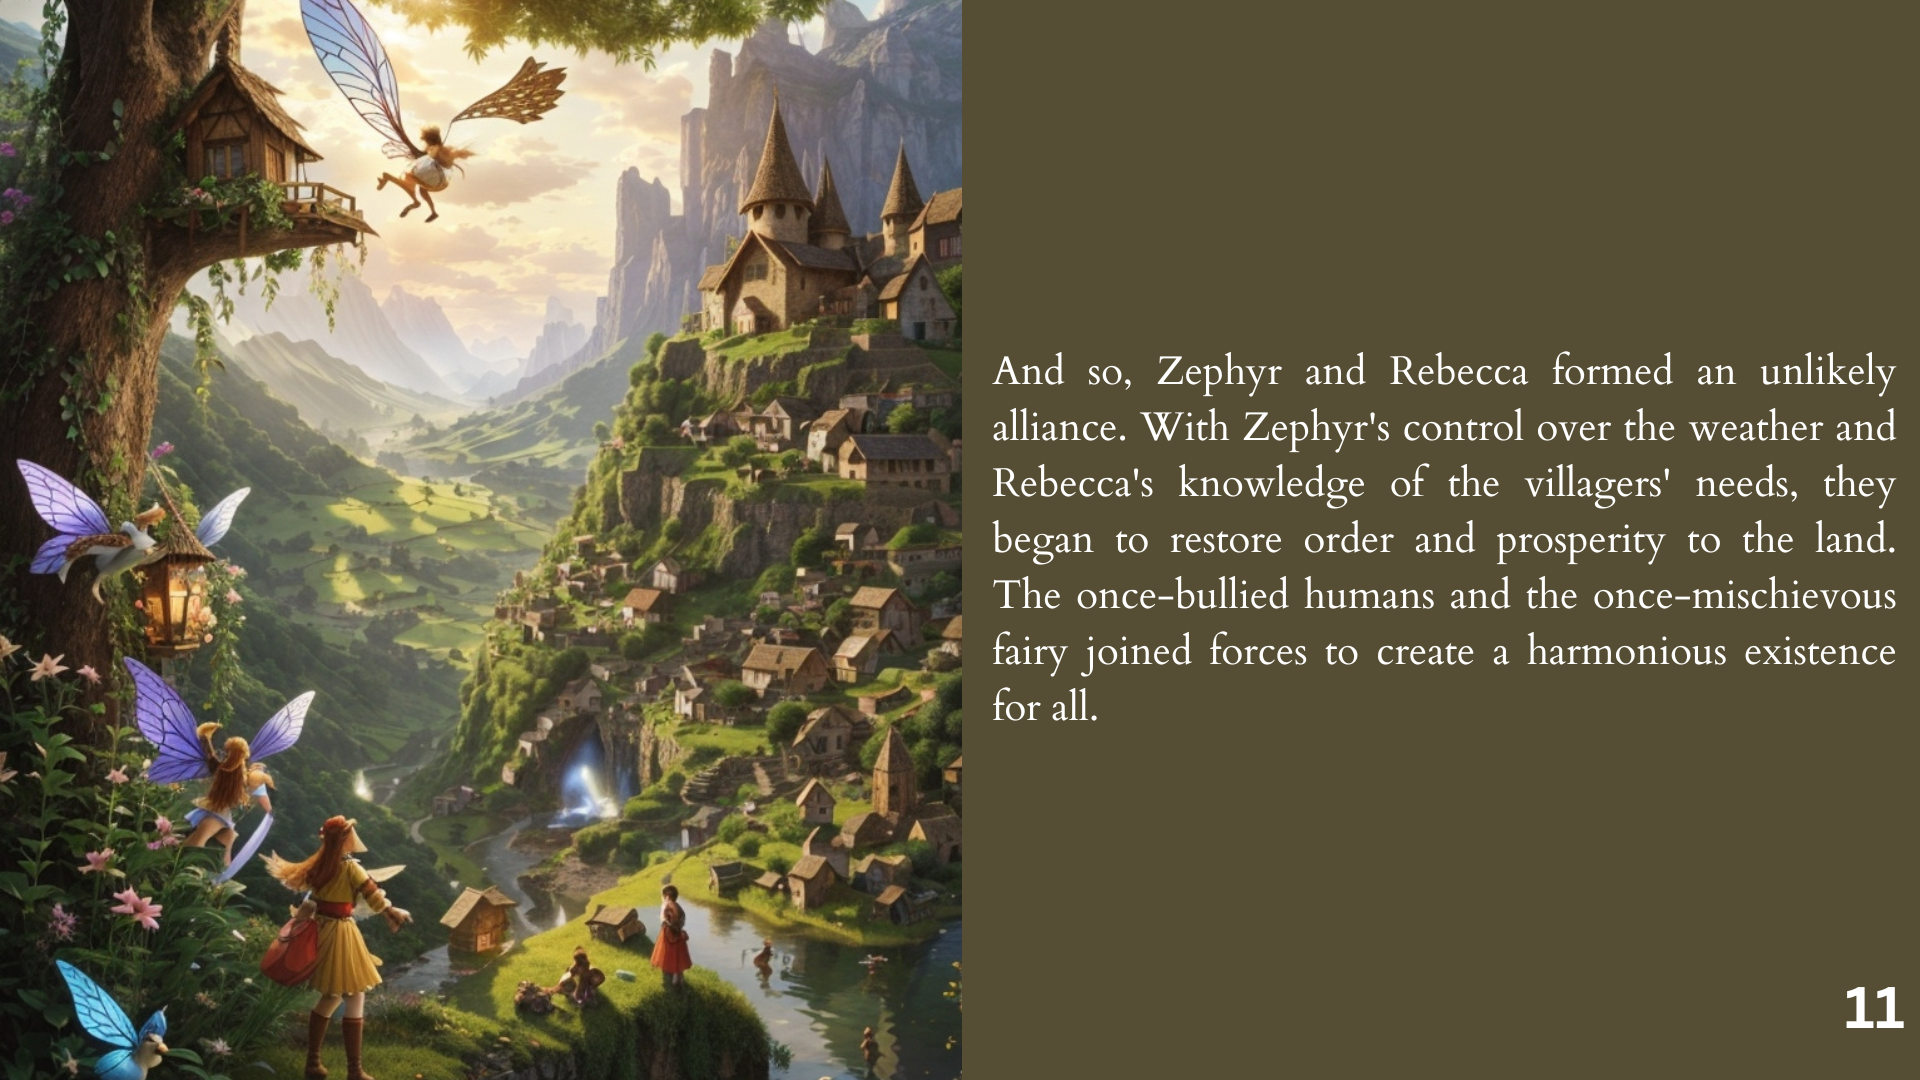 And so, Zephyr and Rebecca formed an unlikely
alliance. With Zephyr's control over the weather and
Rebecca's knowledge of the villagers' needs, they
began to restore order and prosperity to the land.
The once-bullied humans and the once-mischievous
fairy joined forces to create a harmonious existence
for all.
11